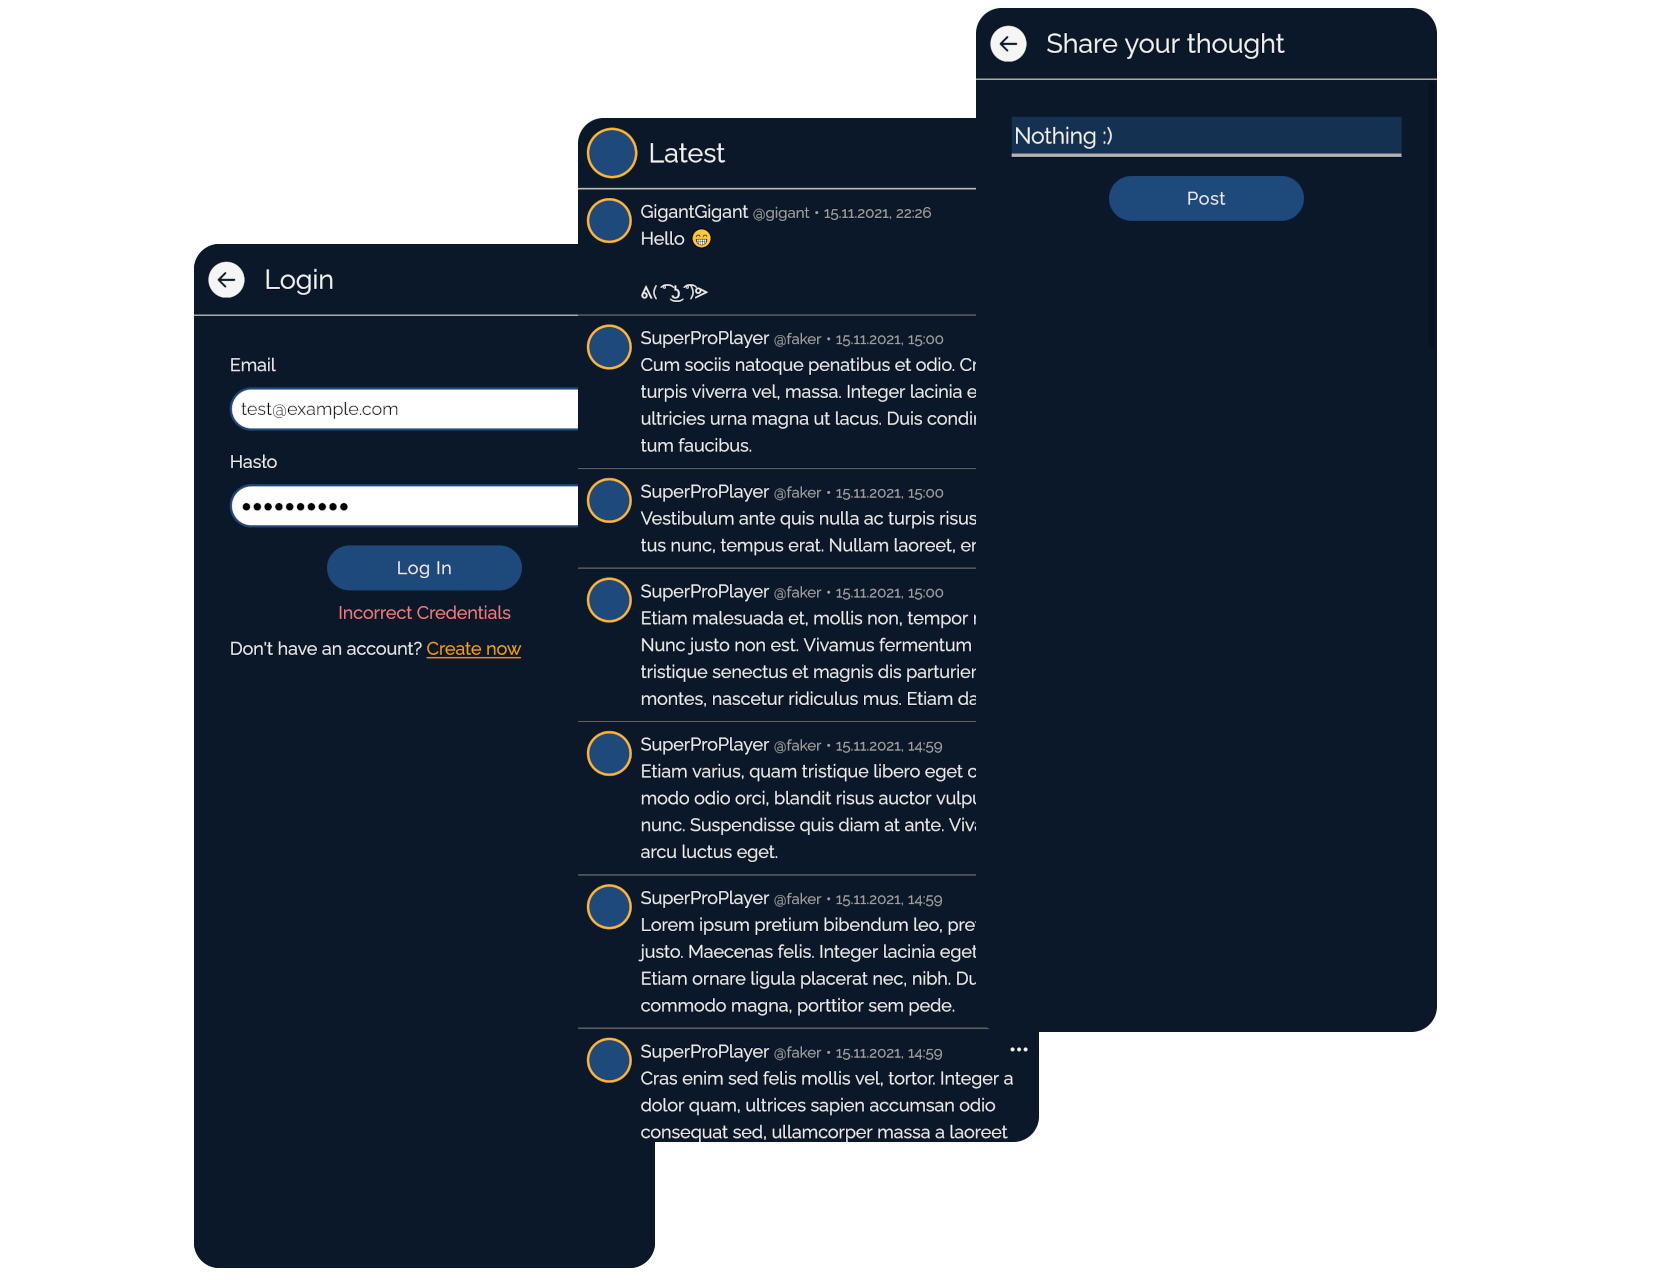 Login
Email
test@example.com
Hasło
Log In
Incorrect Credentials
Don't have an account? Create now
Latest
GigantGigant @gigant • 15.11.2021, 22:26
Hello 😁
SuperProPlayer @faker • 15.11.2021, 15:00
Cum sociis natoque penatibus et odio.
turpis viverra vel, massa. Integer lacinia
ultricies urna magna ut lacus. Duis
tum faucibus.
SuperProPlayer @faker • 15.11.2021, 15:00
Vestibulum ante quis nulla ac turpis risus
tus nunc, tempus erat. Nullam laoreet,
SuperProPlayer @faker • 15.11.2021, 15:00
Etiam malesuada et, mollis non, tempor
Nunc justo non est. Vivamus fermentum
tristique senectus et magnis dis
montes, nascetur ridiculus mus. Etiam
SuperProPlayer @faker • 15.11.2021, 14:59
Etiam varius, quam tristique libero eget
modo odio orci, blandit risus auctor
nunc. Suspendisse quis diam at ante.
arcu luctus eget.
SuperProPlayer @faker • 15.11.2021, 14:59
Lorem ipsum pretium bibendum leo,
justo. Maecenas felis. Integer lacinia eget
Etiam ornare ligula placerat nec, nibh.
commodo magna, porttitor sem pede.
SuperProPlayer @faker • 15.11.2021, 14:59
Cras enim sed felis mollis vel, tortor. Integer a
dolor quam, ultrices sapien accumsan odio
consequat sed, ullamcorper massa a laoreet
Share your thought
Nothing :)
Post